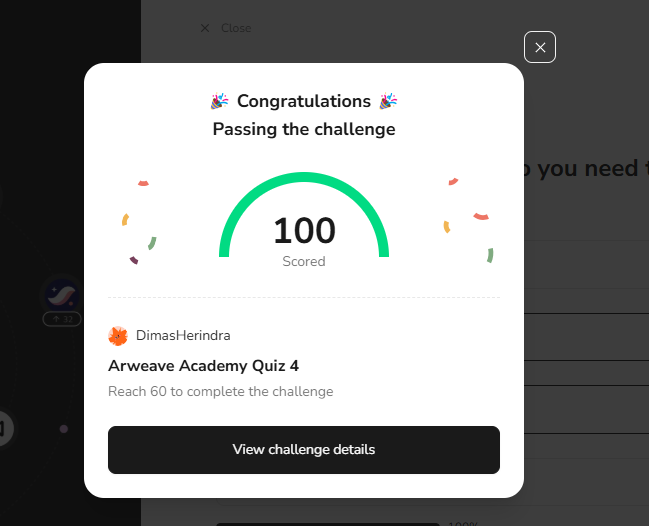 Close
Congratulations
Passing the challenge
you need
100
Scored
32
DimasHerindra
Arweave Academy Quiz 4
Reach 60 to complete the challenge
View challenge details
100%